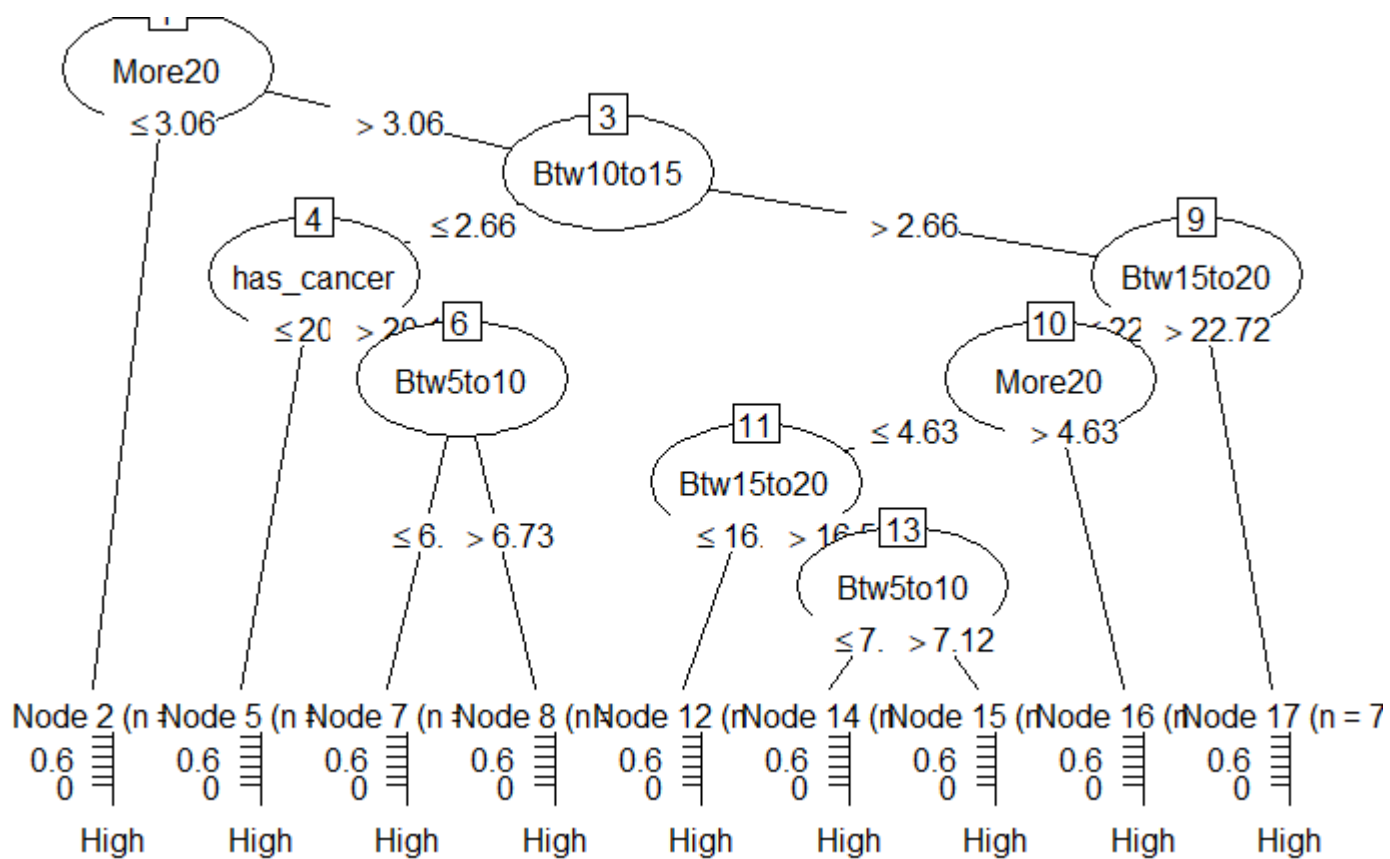 More20
≤ 3.06
> 3.06
3
Btw10to15
≤ 2.66
> 2.66
4
has_cancer
9
Btw15to20
≤ 20
> 20
6
Btw5to10
10
More20
22
> 22.72
≤ 4.63
> 4.63
11
Btw15to20
≤ 6.
> 6.73
≤ 16.
> 16
13
Btw5to10
≤ 7.
> 7.12
Node 2 (n Node 5 (n Node 7 (n Node 8 (n Node 12 ( Node 14 ( Node 15 ( Node 16 ( Node 17 (n = 7
0.6 0.6 0.6 0.6 0.6 0.6 0.6 0.6 0.6
0 0 0 0 0 0 0 0 0
High High High High High High High High High